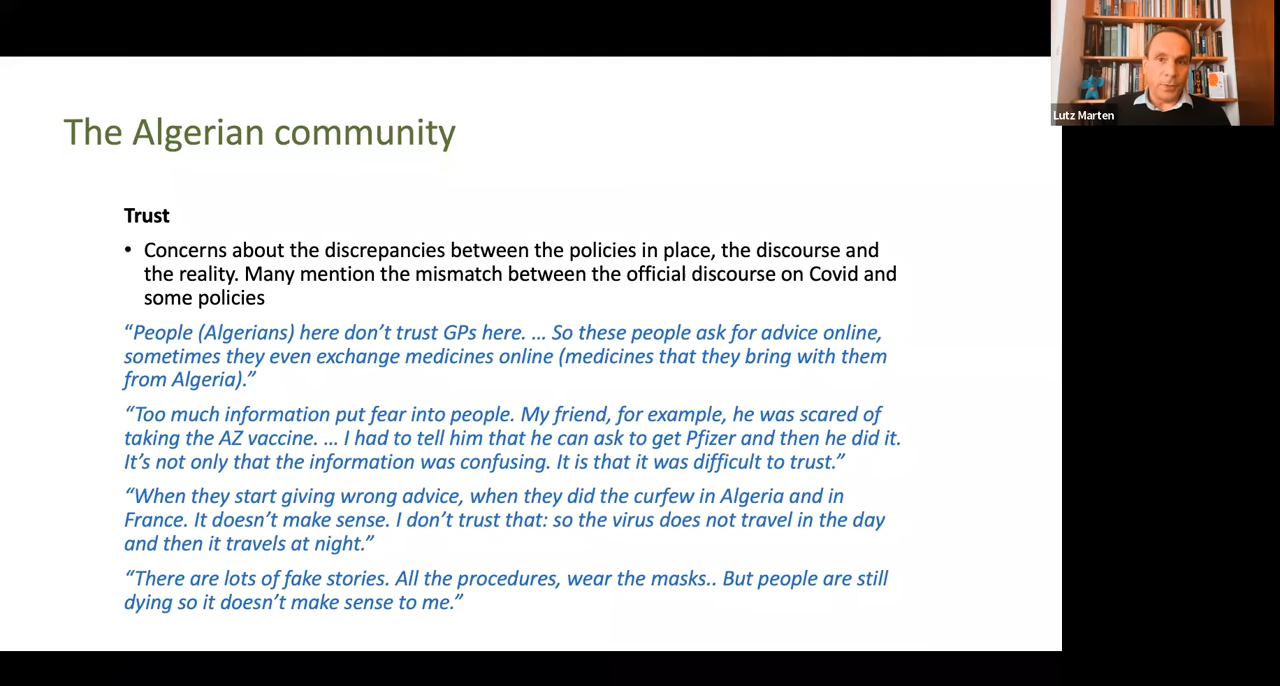 The Algerian community
Lutz Marten
Trust
• Concerns about the discrepancies between the policies in place, the discourse and
the reality. Many mention the mismatch between the official discourse on Covid and
some policies
“People (Algerians) here don’t trust GPs here. … So these people ask for advice online,
sometimes they even exchange medicines online (medicines that they bring with them
from Algeria).”
“Too much information put fear into people. My friend, for example, he was scared of
taking the AZ vaccine. … I had to tell him that he can ask to get Pfizer and then he did it.
It’s not only that the information was confusing. It is that it was difficult to trust.”
“When they start giving wrong advice, when they did the curfew in Algeria and in
France. It doesn’t make sense. I don’t trust that: so the virus does not travel in the day
and then it travels at night.”
“There are lots of fake stories. All the procedures, wear the masks.. But people are still
dying so it doesn’t make sense to me.”